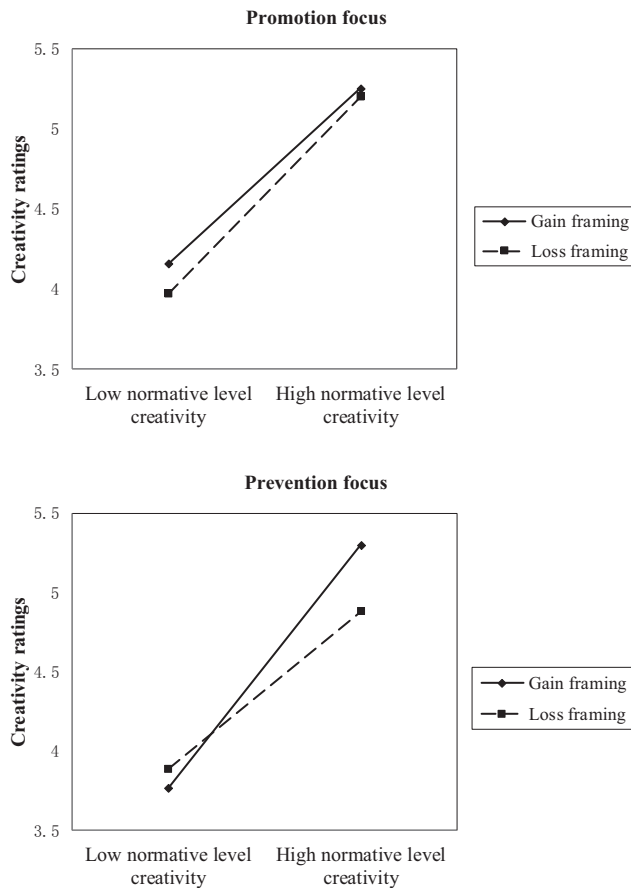 Promotion focus
5.5
5
4.5
4
3.5
Creativity ratings
Low normative level
creativity
High normative level
creativity
Gain framing
Loss framing
Prevention focus
5.5
5
4.5
4
3.5
Creativity ratings
Low normative level
creativity
High normative level
creativity
Gain framing
Loss framing